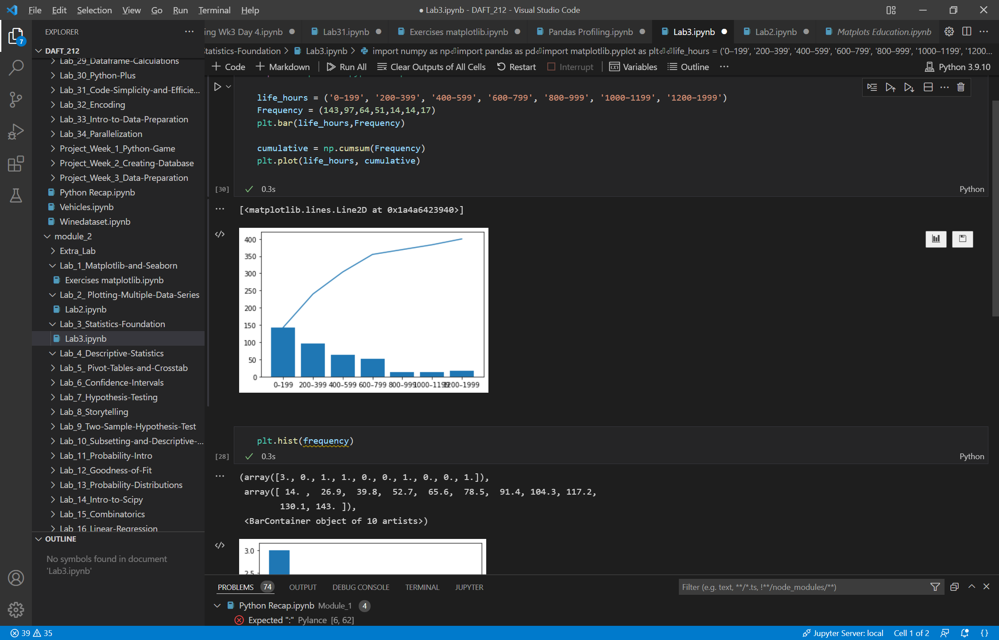 File Edit Selection View Go Run Terminal Help
● Lab3.ipynb - DAFT_212 - Visual Studio Code
EXPLORER
ing Wk3 Day 4.ipynb
Lab31.ipynb
Exercises matplotlib.ipynb
Pandas Profiling.ipynb
Lab3.ipynb
Lab2.ipynb
Matplots Education.ipynb
7
DAFT_212
tatistics-Foundation > Lab3.ipynb > import numpy as np⏎import pandas as pd⏎import matplotlib.pyplot as plt⏎⏎life_hours = ('0–199', '200–399', '400–599', '600–799', '800–999', '1000–1199', '1200...
+ Code + Markdown Run All Clear Outputs of All Cells Restart Interrupt Variables Outline ...
Python 3.9.10
Lab_29_Dataframe-Calculations
Lab_30_Python-Plus
Lab_31_Code-Simplicity-and-Efficie...
Lab_32_Encoding
Lab_33_Intro-to-Data-Preparation
Lab_34_Parallelization
Project_Week_1_Python-Game
Project_Week_2_Creating-Database
Project_Week_3_Data-Preparation
Python Recap.ipynb
Vehicles.ipynb
Winedataset.ipynb
module_2
Extra_Lab
Lab_1_Matplotlib-and-Seaborn
Exercises matplotlib.ipynb
Lab_2_ Plotting-Multiple-Data-Series
Lab2.ipynb
Lab_3_Statistics-Foundation
Lab3.ipynb
Lab_4_Descriptive-Statistics
Lab_5_ Pivot-Tables-and-Crosstab
Lab_6_Confidence-Intervals
Lab_7_Hypothesis-Testing
Lab_8_Storytelling
Lab_9_Two-Sample-Hypothesis-Test
Lab_10_Subsetting-and-Descriptive-...
Lab_11_Probability-Intro
Lab_12_Goodness-of-Fit
Lab_13_Probability-Distributions
Lab_14_Intro-to-Scipy
Lab_15_Combinatorics
Lab_16_Linear-Regression
OUTLINE
No symbols found in document
'Lab3.ipynb'
life_hours = ('0–199', '200–399', '400–599', '600–799', '800–999', '1000–1199', '1200–1999')
Frequency = (143,97,64,51,14,14,17)
plt.bar(life_hours,Frequency)
cumulative = np.cumsum(Frequency)
plt.plot(life_hours, cumulative)
[30] 0.3s Python
[<matplotlib.lines.Line2D at 0x1a4a6423940>]
400
350
300
250
200
150
100
50
0
0–199 200–399 400–599 600–799 800–999 1000–1199 1200–1999
plt.hist(frequency)
[28] 0.3s Python
(array([3., 0., 1., 1., 0., 0., 1., 0., 0., 1.]),
array([ 14. , 26.9, 39.8, 52.7, 65.6, 78.5, 91.4, 104.3, 117.2,
130.1, 143. ]),
<BarContainer object of 10 artists>)
3.0
2.5
PROBLEMS 74 OUTPUT DEBUG CONSOLE TERMINAL JUPYTER
Filter (e.g. text, **/*.ts, !**/node_modules/**)
Python Recap.ipynb Module_1 4
Expected ":" Pylance [6, 62]
39 35
Jupyter Server: local Cell 1 of 2